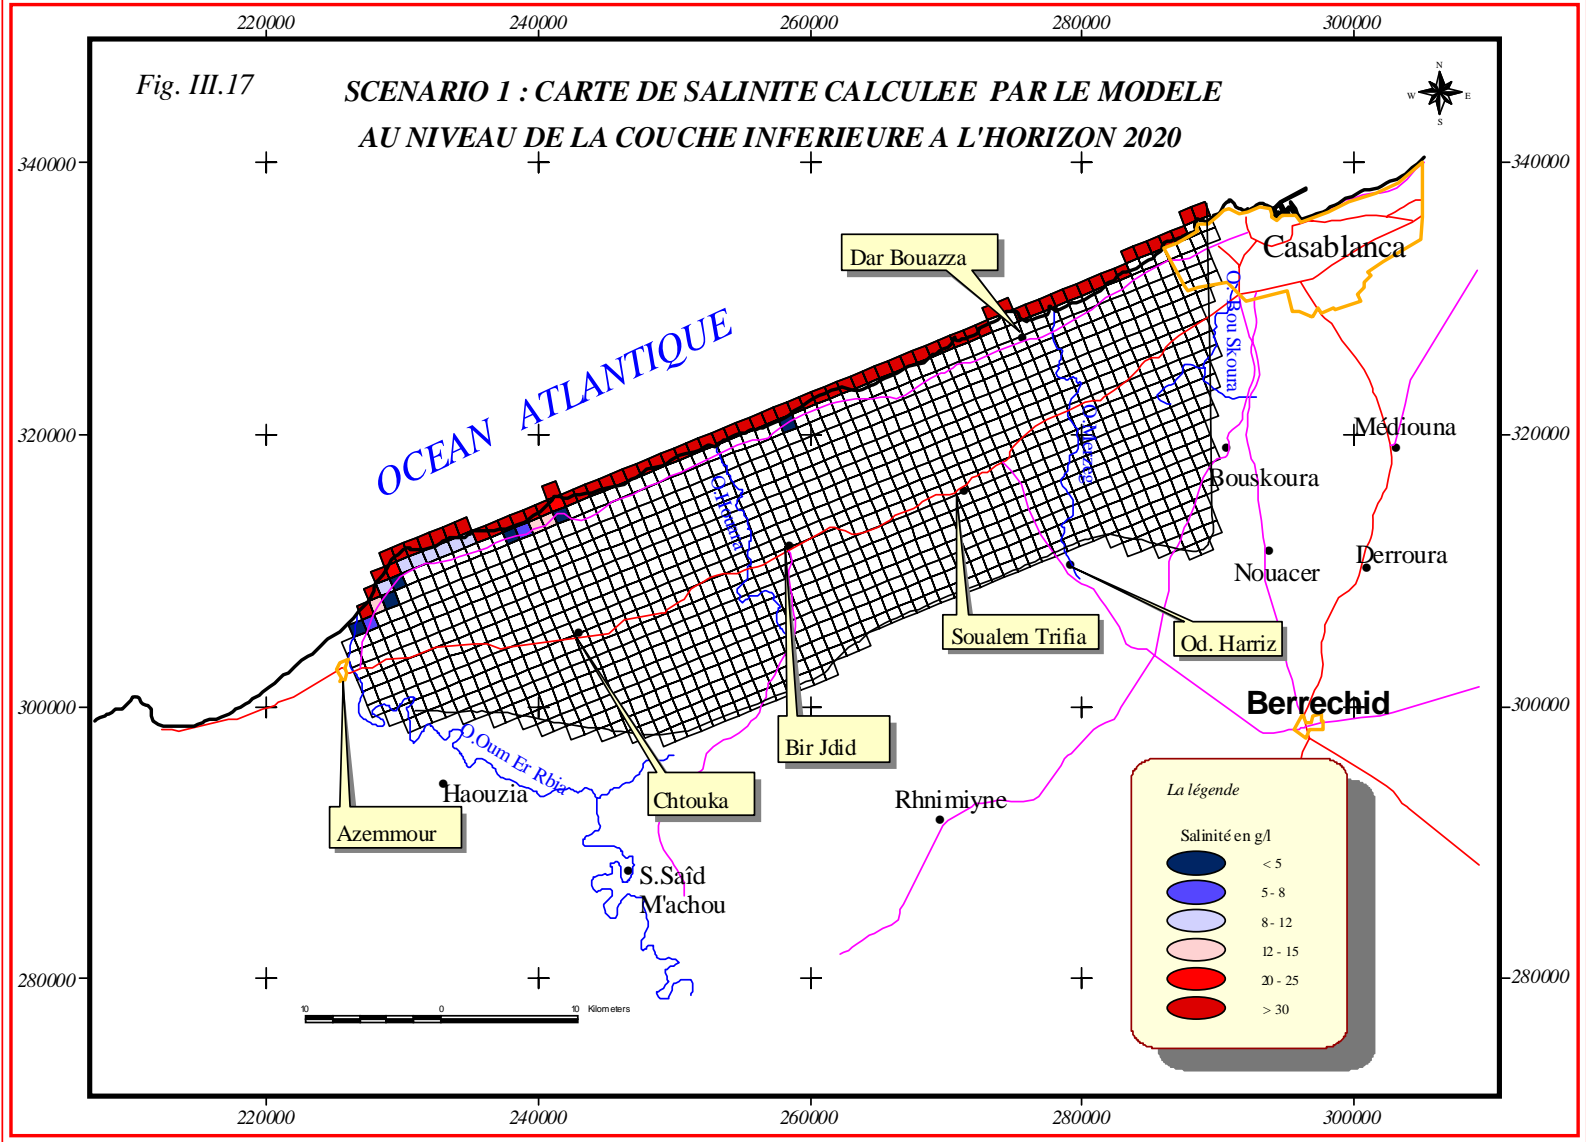 220000 240000 260000 280000 300000
Fig. III.17
SCENARIO 1 : CARTE DE SALINITE CALCULEE PAR LE MODELE
AU NIVEAU DE LA COUCHE INFERIEURE A L'HORIZON 2020
N
W E
S
340000 340000
Casablanca
Dar Bouazza
OCEAN ATLANTIQUE
O. Bou Skoura
320000 320000
Médiouna
O.Merzeg
Bouskoura
O.Houira
Derroura
Nouacer
Soualem Trifia
Od. Harriz
300000 300000
Berrechid
Bir Jdid
O.Oum Er Rbia
Haouzia
Chtouka
Rhnimiyne
Azemmour
S.Saîd
M'achou
La légende
Salinité en g/l
< 5
5 - 8
8 - 12
12 - 15
20 - 25
> 30
280000 280000
10 0 10 Kilometers
220000 240000 260000 280000 300000